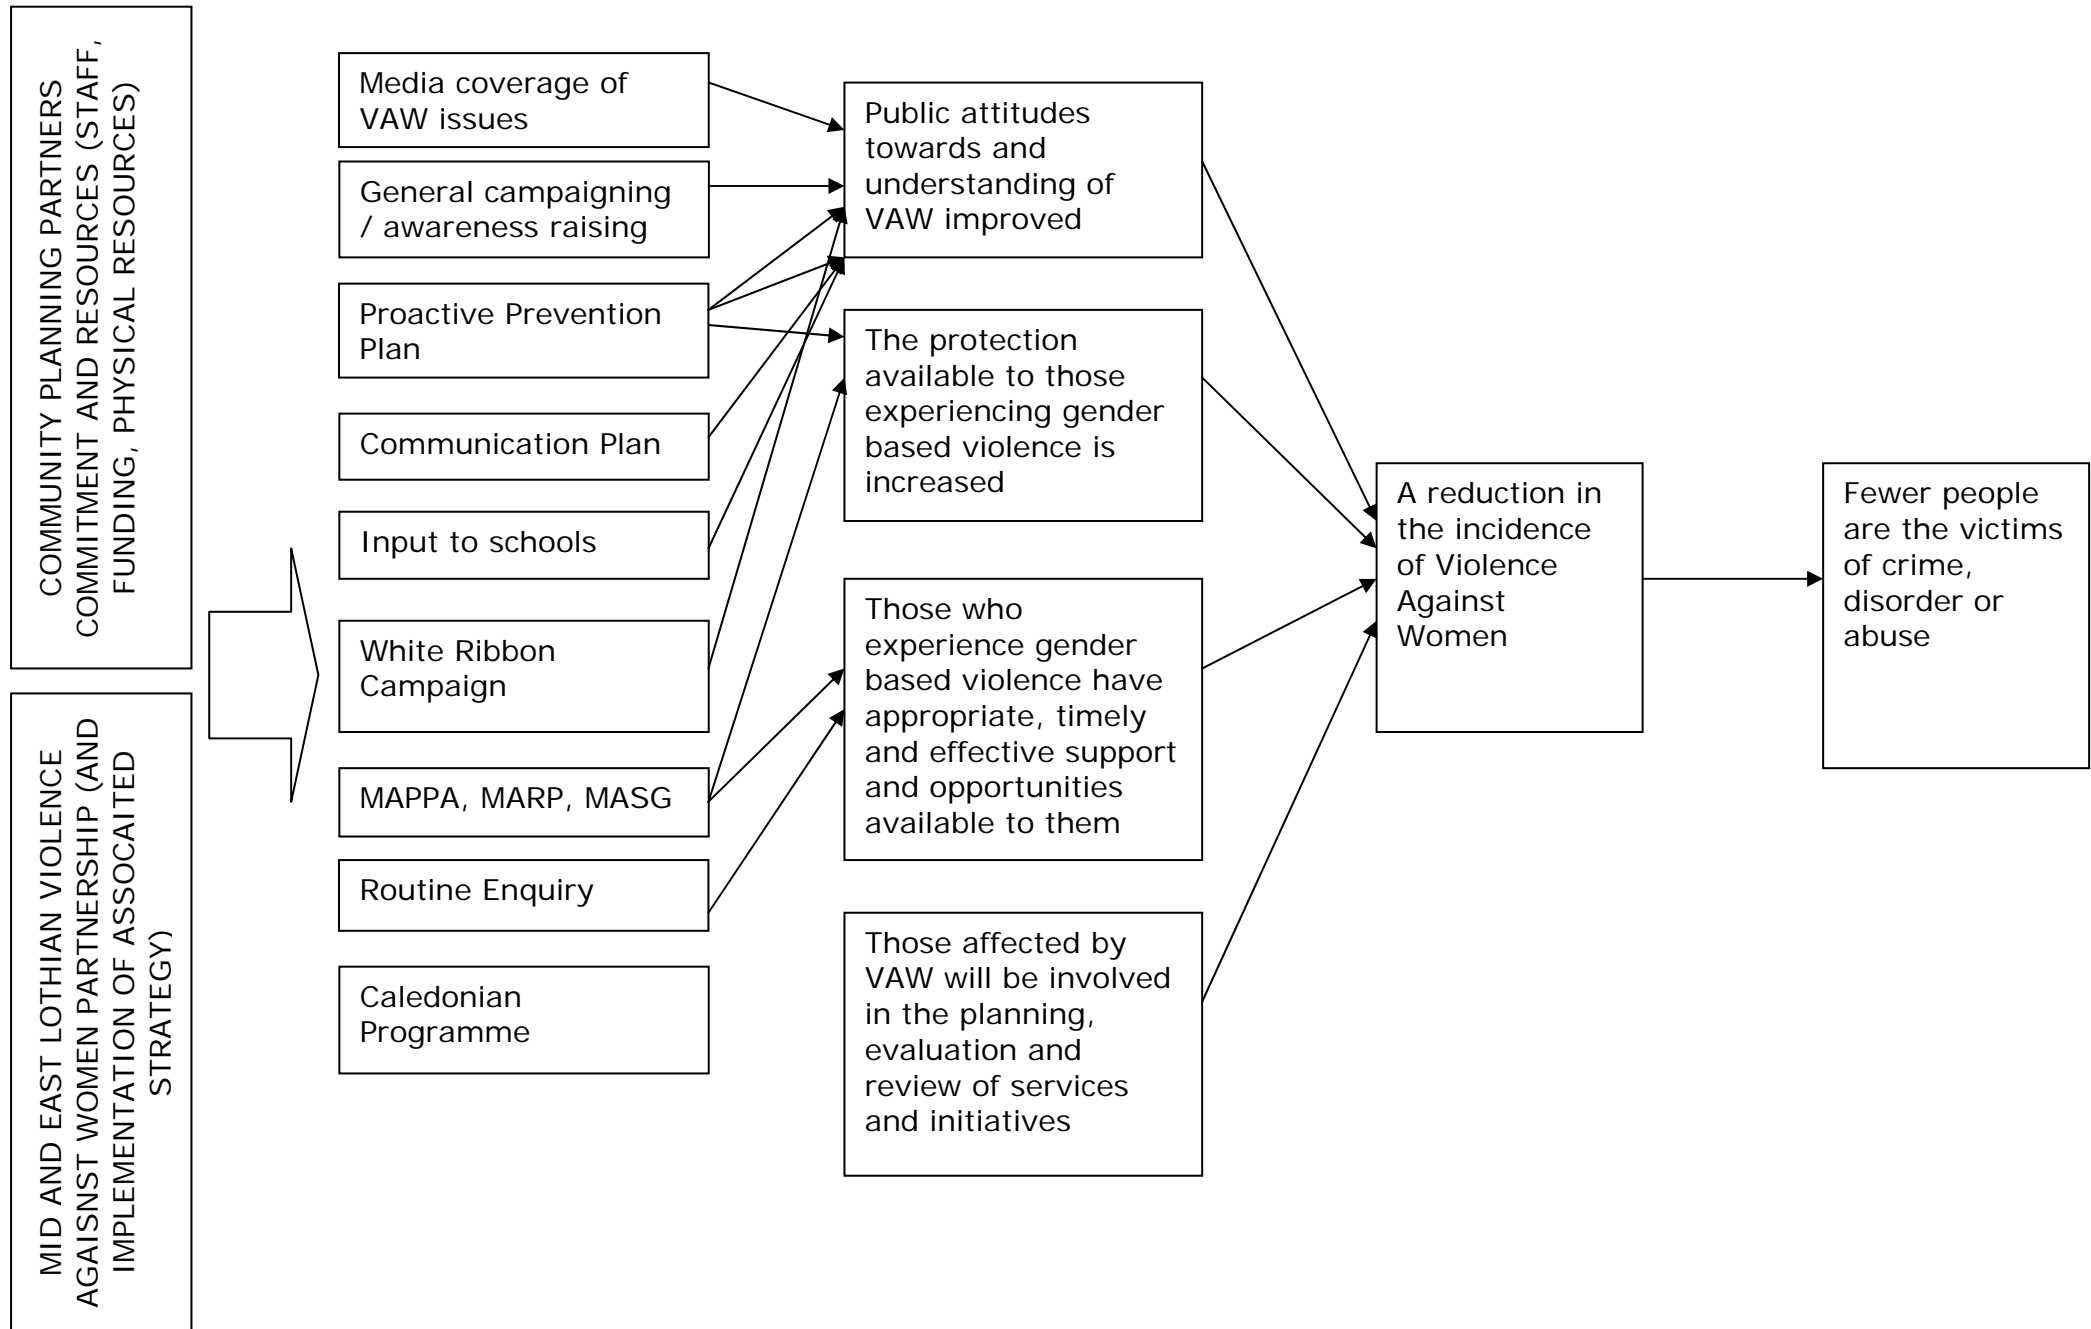 COMMUNITY PLANNING PARTNERS
COMMITMENT AND RESOURCES (STAFF,
FUNDING, PHYSICAL RESOURCES)
MID AND EAST LOTHIAN VIOLENCE
AGAISNST WOMEN PARTNERSHIP (AND
IMPLEMENTATION OF ASSOCAITED
STRATEGY)
Media coverage of
VAW issues
General campaigning
/ awareness raising
Proactive Prevention
Plan
Communication Plan
Input to schools
White Ribbon
Campaign
MAPPA, MARP, MASG
Routine Enquiry
Caledonian
Programme
Public attitudes
towards and
understanding of
VAW improved
The protection
available to those
experiencing gender
based violence is
increased
Those who
experience gender
based violence have
appropriate, timely
and effective support
and opportunities
available to them
Those affected by
VAW will be involved
in the planning,
evaluation and
review of services
and initiatives
A reduction in
the incidence
of Violence
Against
Women
Fewer people
are the victims
of crime,
disorder or
abuse